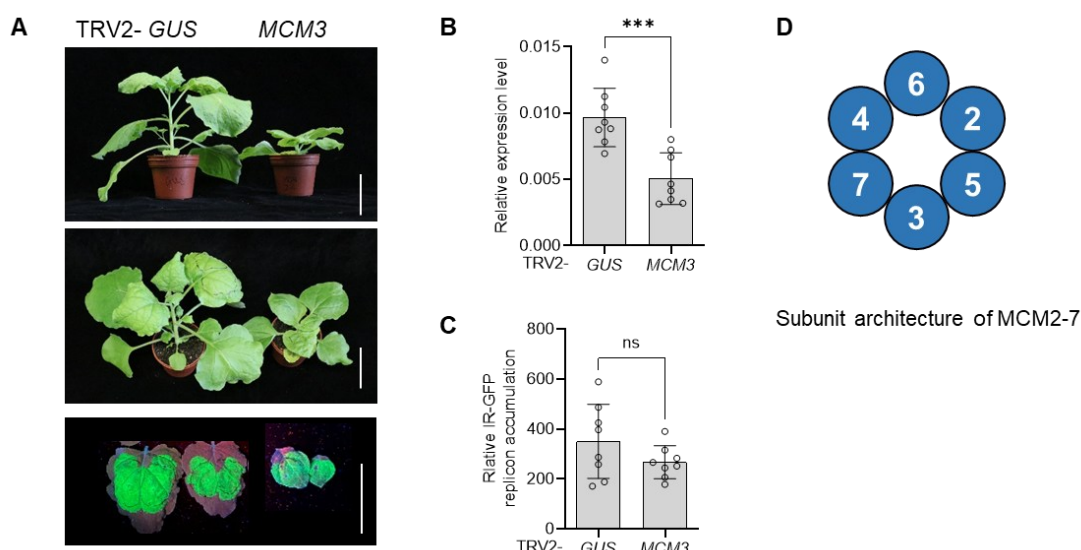 A
TRV2- GUS
MCM3
B
***
Relative expression level
0.015
0.010
0.005
0.000
TRV2-
GUS
MCM3
C
ns
Rlative IR-GFP
replicon accumulation
800
600
400
200
0
TRV2-
GUS
MCM3
D
6
4
2
7
5
3
Subunit architecture of MCM2-7